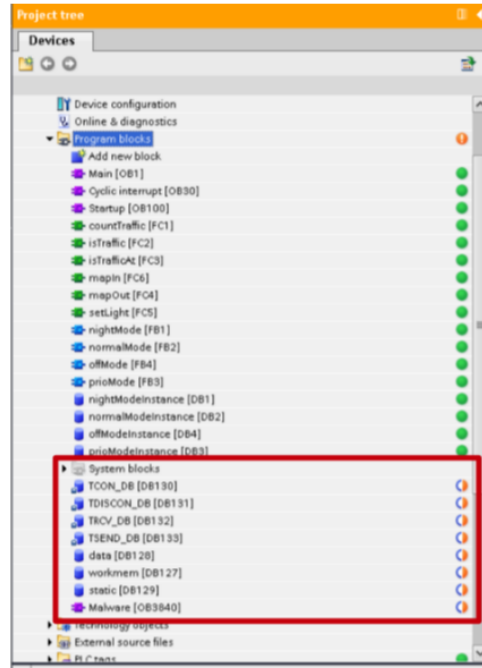 Project tree
Devices
Device configuration
Online & diagnostics
Program blocks
Add new block
Main [OB1]
Cyclic interrupt [OB30]
Startup [OB100]
countTraffic [FC1]
isTraffic [FC2]
isTrafficAt [FC3]
mapIn [FC6]
mapOut [FC4]
setLight [FC5]
nightMode [FB1]
normalMode [FB2]
offMode [FB4]
prioMode [FB3]
nightModeInstance [DB1]
normalModeInstance [DB2]
offModeInstance [DB4]
prioModeInstance [DB3]
System blocks
TCON_DB [DB130]
TDISCON_DB [DB131]
TRCV_DB [DB132]
TSEND_DB [DB133]
data [DB128]
workmem [DB127]
static [DB129]
Malware [OB3840]
Technology objects
External source files
PLC tags